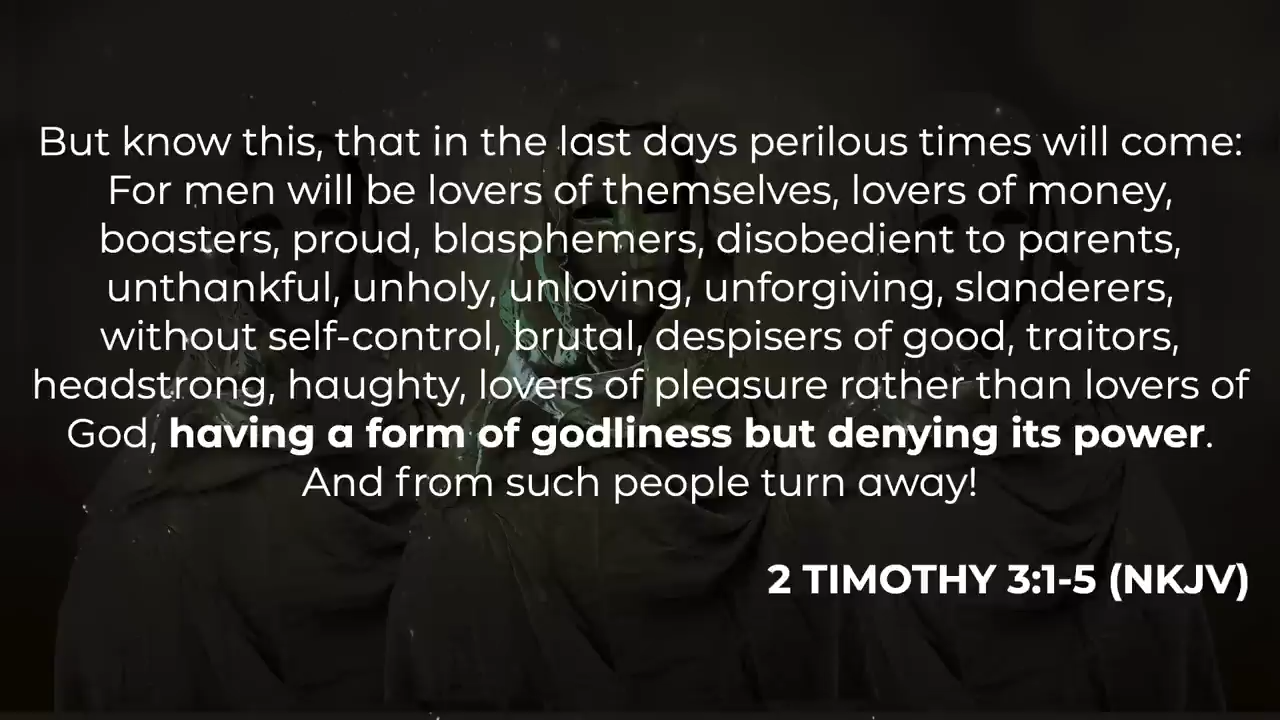 But know this, that in the last days perilous times will come:
For men will be lovers of themselves, lovers of money,
boasters, proud, blasphemers, disobedient to parents,
unthankful, unholy, unloving, unforgiving, slanderers,
without self-control, brutal, despisers of good, traitors,
headstrong, haughty, lovers of pleasure rather than lovers of
God, having a form of godliness but denying its power.
And from such people turn away!
2 TIMOTHY 3:1-5 (NKJV)